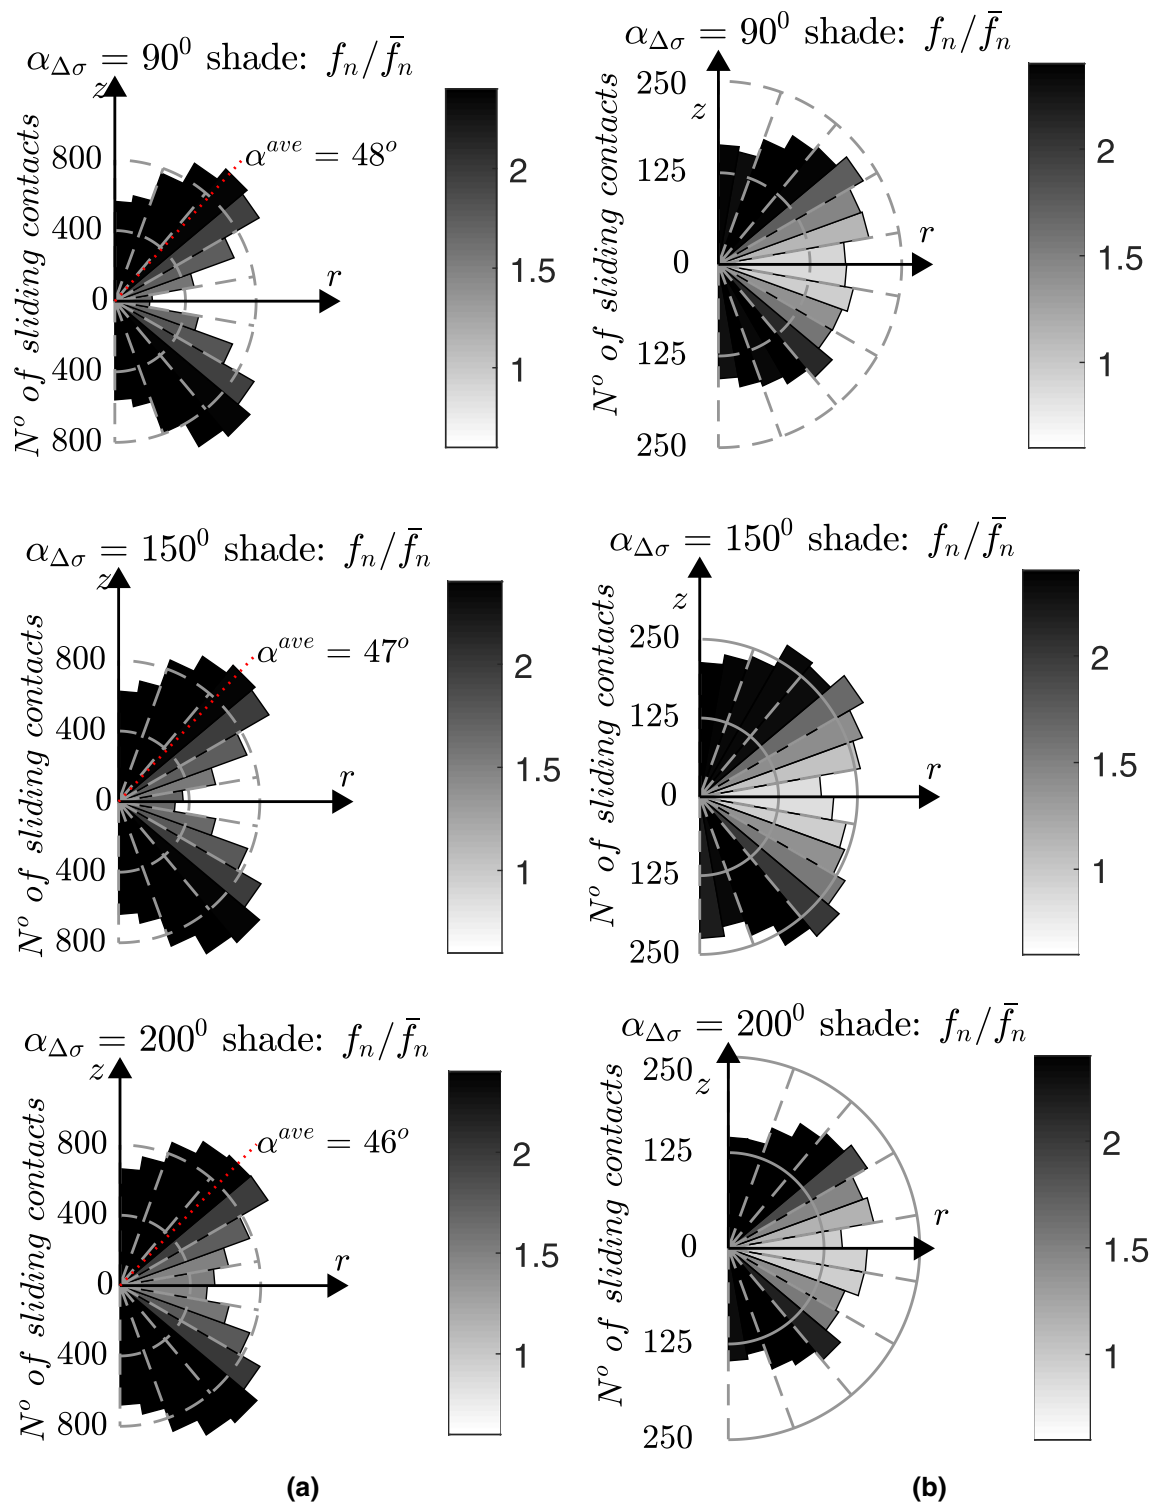 α_Δσ = 90⁰ shade: f_n/f̄_n
z
Nº of sliding contacts
800
400
0
400
800
α^ave = 48°
r
2
1.5
1
α_Δσ = 90⁰ shade: f_n/f̄_n
z
Nº of sliding contacts
250
125
0
125
250
r
2
1.5
1
α_Δσ = 150⁰ shade: f_n/f̄_n
z
Nº of sliding contacts
800
400
0
400
800
α^ave = 47°
r
2
1.5
1
α_Δσ = 150⁰ shade: f_n/f̄_n
z
Nº of sliding contacts
250
125
0
125
250
r
2
1.5
1
α_Δσ = 200⁰ shade: f_n/f̄_n
z
Nº of sliding contacts
800
400
0
400
800
α^ave = 46°
r
2
1.5
1
α_Δσ = 200⁰ shade: f_n/f̄_n
z
Nº of sliding contacts
250
125
0
125
250
r
2
1.5
1
(a)
(b)